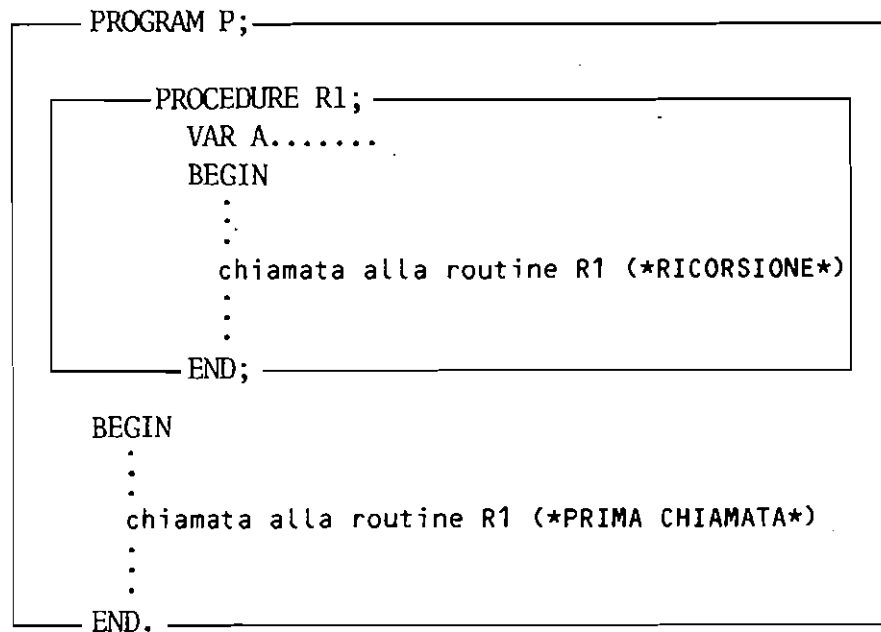 PROGRAM P;
PROCEDURE R1;
VAR A.......
BEGIN
.
.
.
chiamata alla routine R1 (*RICORSIONE*)
.
.
.
END;
BEGIN
.
.
.
chiamata alla routine R1 (*PRIMA CHIAMATA*)
.
.
.
END.